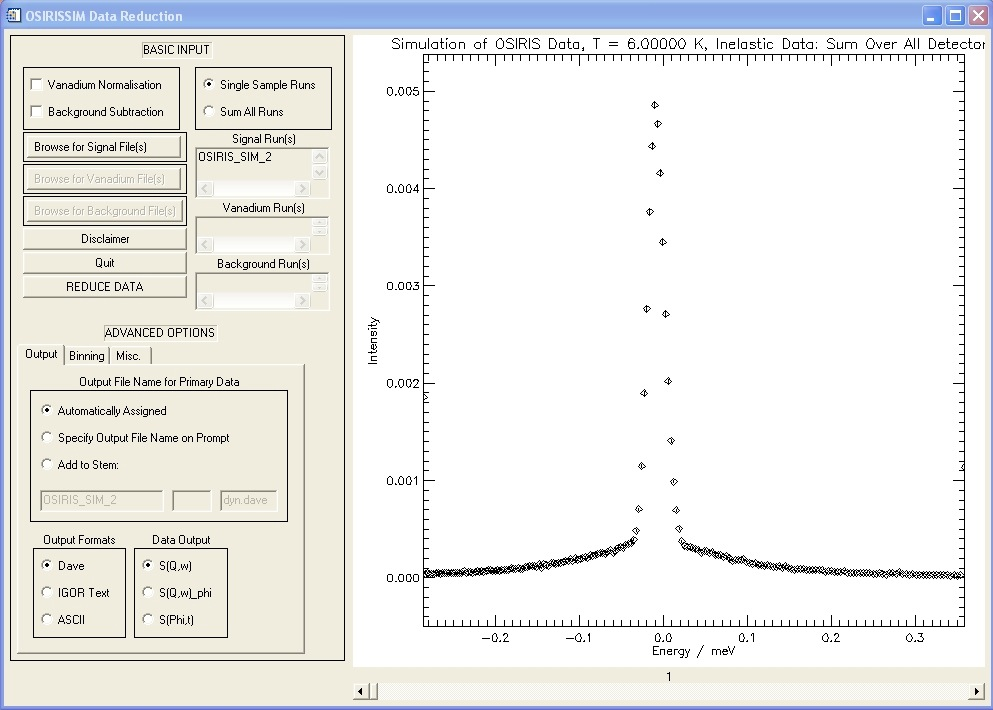 OSIRISSIM Data Reduction
BASIC INPUT
Vanadium Normalisation
Background Subtraction
Single Sample Runs
Sum All Runs
Browse for Signal File(s)
Browse for Vanadium File(s)
Browse for Background File(s)
Disclaimer
Quit
REDUCE DATA
Signal Run(s)
OSIRIS_SIM_2
Vanadium Run(s)
Background Run(s)
ADVANCED OPTIONS
Output Binning Misc.
Output File Name for Primary Data
Automatically Assigned
Specify Output File Name on Prompt
Add to Stem:
OSIRIS_SIM_2 dyn.dave
Output Formats
Dave
IGOR Text
ASCII
Data Output
S(Q,w)
S(Q,w)_phi
S(Phi,t)
Simulation of OSIRIS Data, T = 6.00000 K, Inelastic Data: Sum Over All Detector
0.005
0.004
0.003
0.002
0.001
0.000
Intensity
-0.2 -0.1 0.0 0.1 0.2 0.3
Energy / meV
1